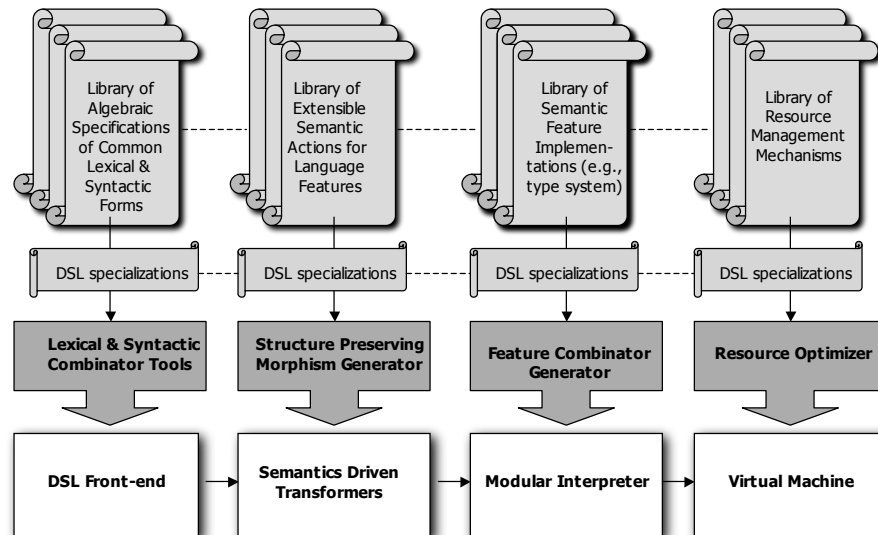 Library of
Algebraic
Specifications
of Common
Lexical &
Syntactic
Forms
Library of
Extensible
Semantic
Actions for
Language
Features
Library of
Semantic
Feature
Implemen-
tations (e.g.,
type system)
Library of
Resource
Management
Mechanisms
DSL specializations
DSL specializations
DSL specializations
DSL specializations
Lexical & Syntactic
Combinator Tools
Structure Preserving
Morphism Generator
Feature Combinator
Generator
Resource Optimizer
DSL Front-end
Semantics Driven
Transformers
Modular Interpreter
Virtual Machine